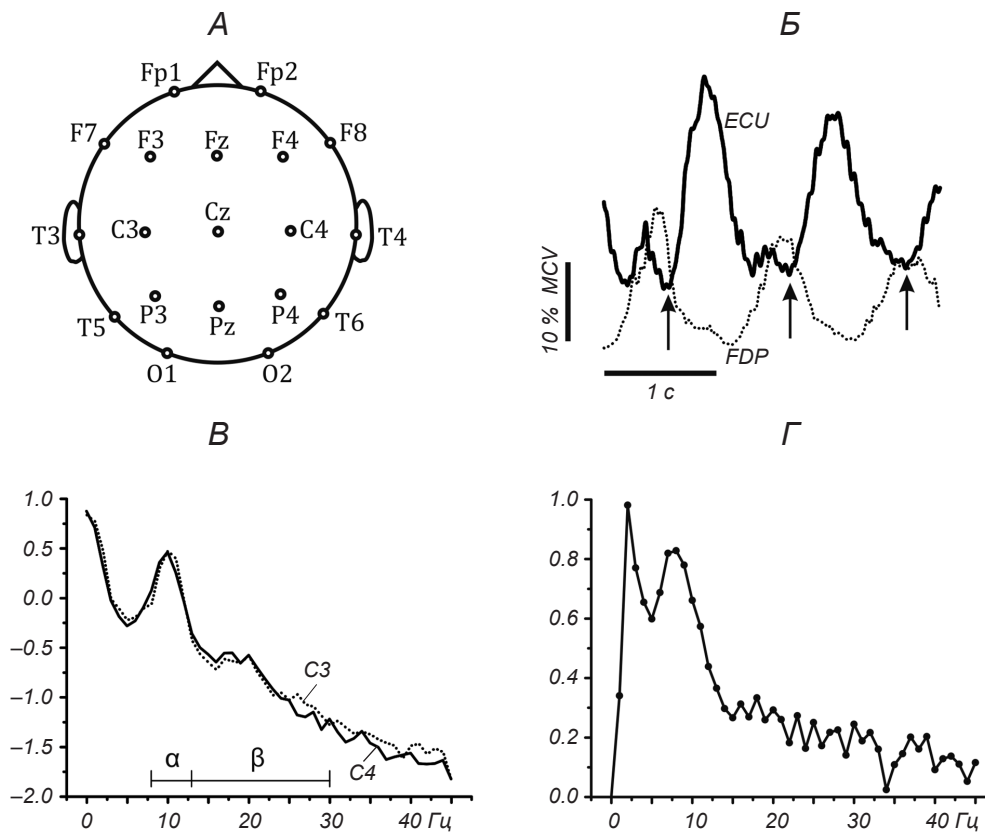 А
Б
Fp1 Fp2
F7 F3 Fz F4 F8
T3 C3 Cz C4 T4
T5 P3 Pz P4 T6
O1 O2
ECU
10 % MCV
FDP
1 с
В
Г
1.0
0.5
0.0
–0.5
–1.0
–1.5
–2.0
C3
α β
C4
0 10 20 30 40 Гц
1.0
0.8
0.6
0.4
0.2
0.0
0 10 20 30 40 Гц